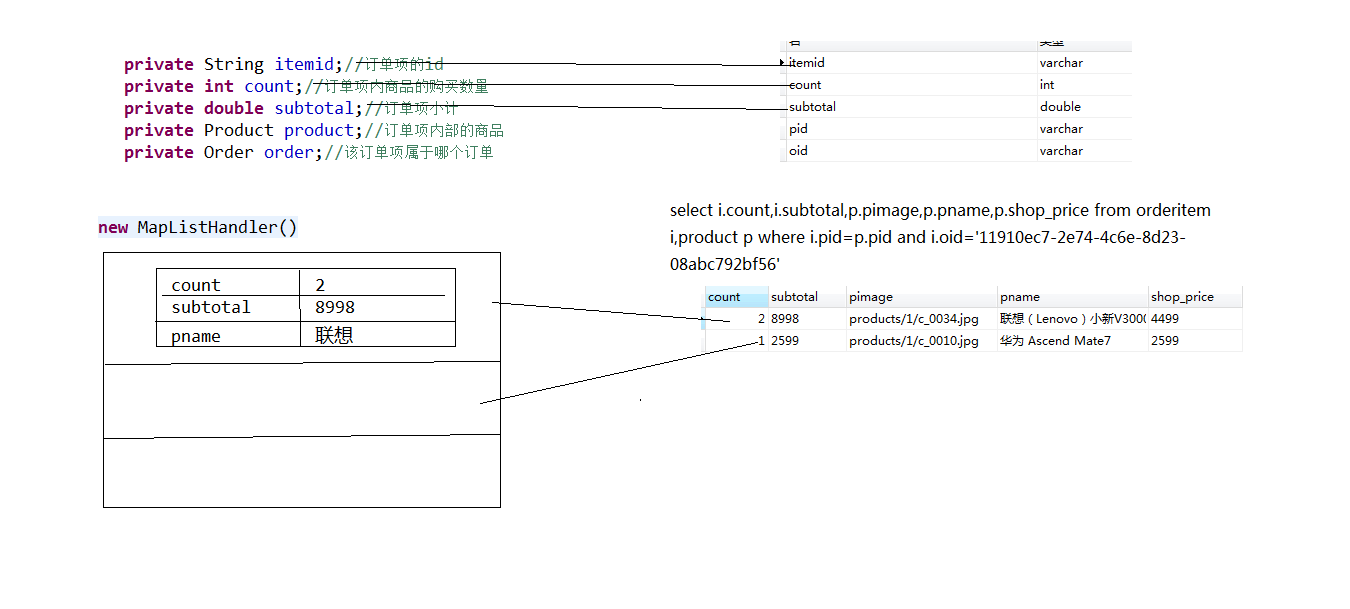 private String itemid;//订单项的id
private int count;//订单项内商品的购买数量
private double subtotal;//订单项小计
private Product product;//订单项内部的商品
private Order order;//该订单项属于哪个订单
名 类型
itemid varchar
count int
subtotal double
pid varchar
oid varchar
new MapListHandler()
count 2
subtotal 8998
pname 联想
select i.count,i.subtotal,p.pimage,p.pname,p.shop_price from orderitem
i,product p where i.pid=p.pid and i.oid='11910ec7-2e74-4c6e-8d23-
08abc792bf56'
count subtotal pimage pname shop_price
2 8998 products/1/c_0034.jpg 联想（Lenovo）小新V3000 4499
1 2599 products/1/c_0010.jpg 华为 Ascend Mate7 2599